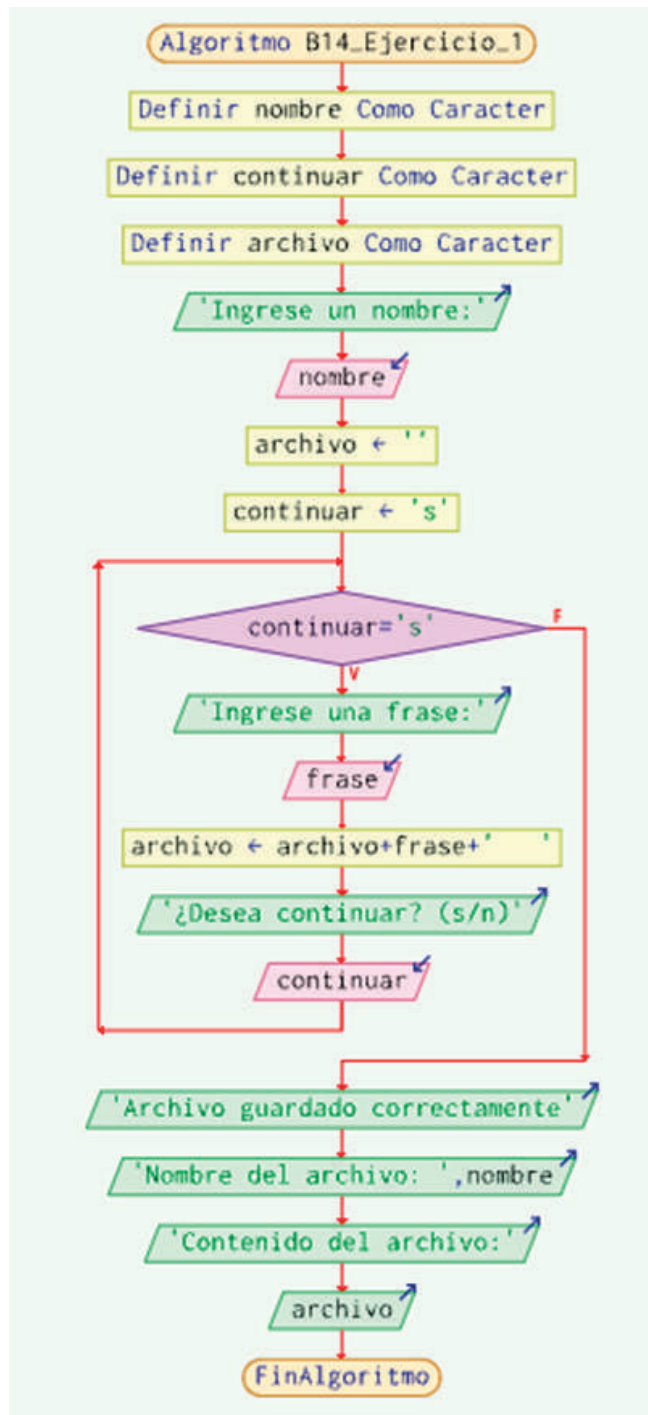 Algoritmo B14_Ejercicio_1
Definir nombre Como Caracter
Definir continuar Como Caracter
Definir archivo Como Caracter
'Ingrese un nombre:'
nombre
archivo ← ''
continuar ← 's'
continuar='s'
F
V
'Ingrese una frase:'
frase
archivo ← archivo+frase+'   '
'¿Desea continuar? (s/n)'
continuar
'Archivo guardado correctamente'
'Nombre del archivo: ',nombre
'Contenido del archivo:'
archivo
FinAlgoritmo